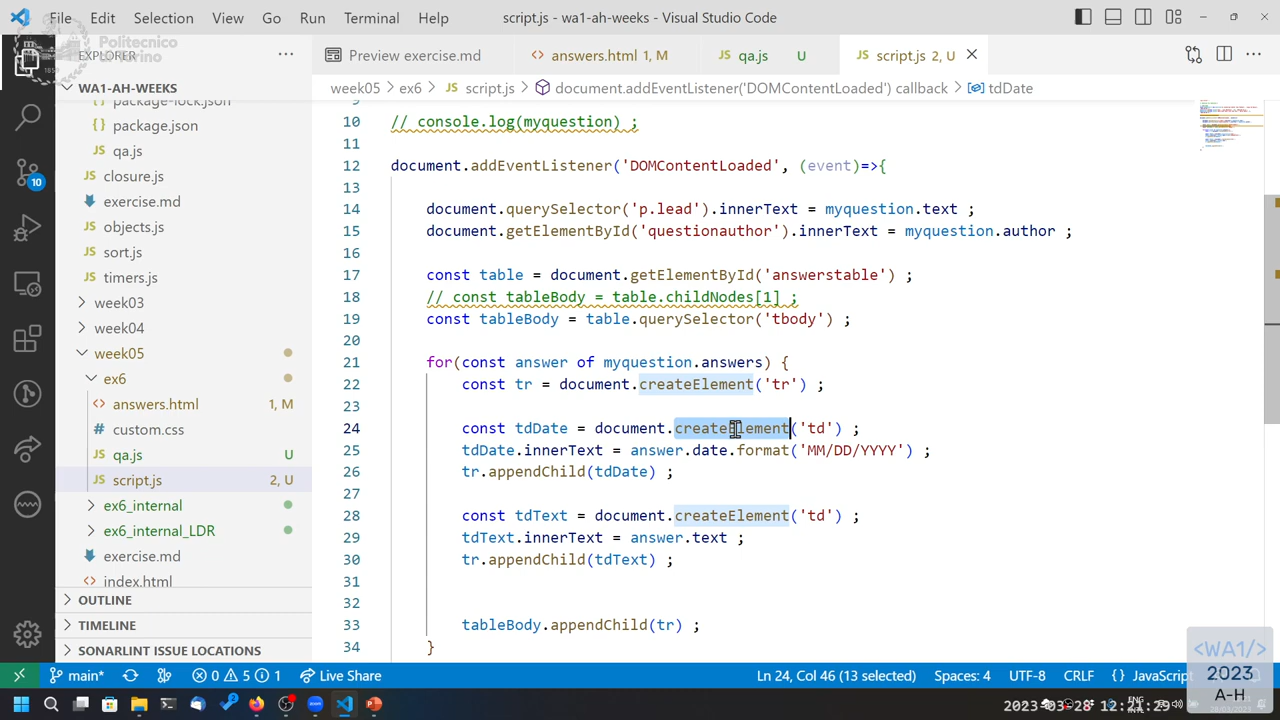 File Edit Selection View Go Run Terminal Help script.js - wa1-ah-weeks - Visual Studio Code
Politecnico
di Torino
EXPLORER
Preview exercise.md answers.html 1, M qa.js U script.js 2, U
WA1-AH-WEEKS
week05 > ex6 > script.js > document.addEventListener('DOMContentLoaded') callback > tdDate
package-lock.json
package.json
qa.js
closure.js
exercise.md
objects.js
sort.js
timers.js
week03
week04
week05
ex6
answers.html 1, M
custom.css
qa.js U
script.js 2, U
ex6_internal
ex6_internal_LDR
exercise.md
index.html
OUTLINE
TIMELINE
SONARLINT ISSUE LOCATIONS
10
9
11
12 document.addEventListener('DOMContentLoaded', (event)=>{
13
14 document.querySelector('p.lead').innerText = myquestion.text ;
15 document.getElementById('questionauthor').innerText = myquestion.author ;
16
17 const table = document.getElementById('answerstable') ;
18 // const tableBody = table.childNodes[1] ;
19 const tableBody = table.querySelector('tbody') ;
20
21 for(const answer of myquestion.answers) {
22 const tr = document.createElement('tr') ;
23
24 const tdDate = document.createElement('td') ;
25 tdDate.innerText = answer.date.format('MM/DD/YYYY') ;
26 tr.appendChild(tdDate) ;
27
28 const tdText = document.createElement('td') ;
29 tdText.innerText = answer.text ;
30 tr.appendChild(tdText) ;
31
32
33 tableBody.appendChild(tr) ;
34 }
main* 0 5 1 Live Share Ln 24, Col 46 (13 selected) Spaces: 4 UTF-8 CRLF {} JavaScript
<WA1/>
2023
A-H
ENG